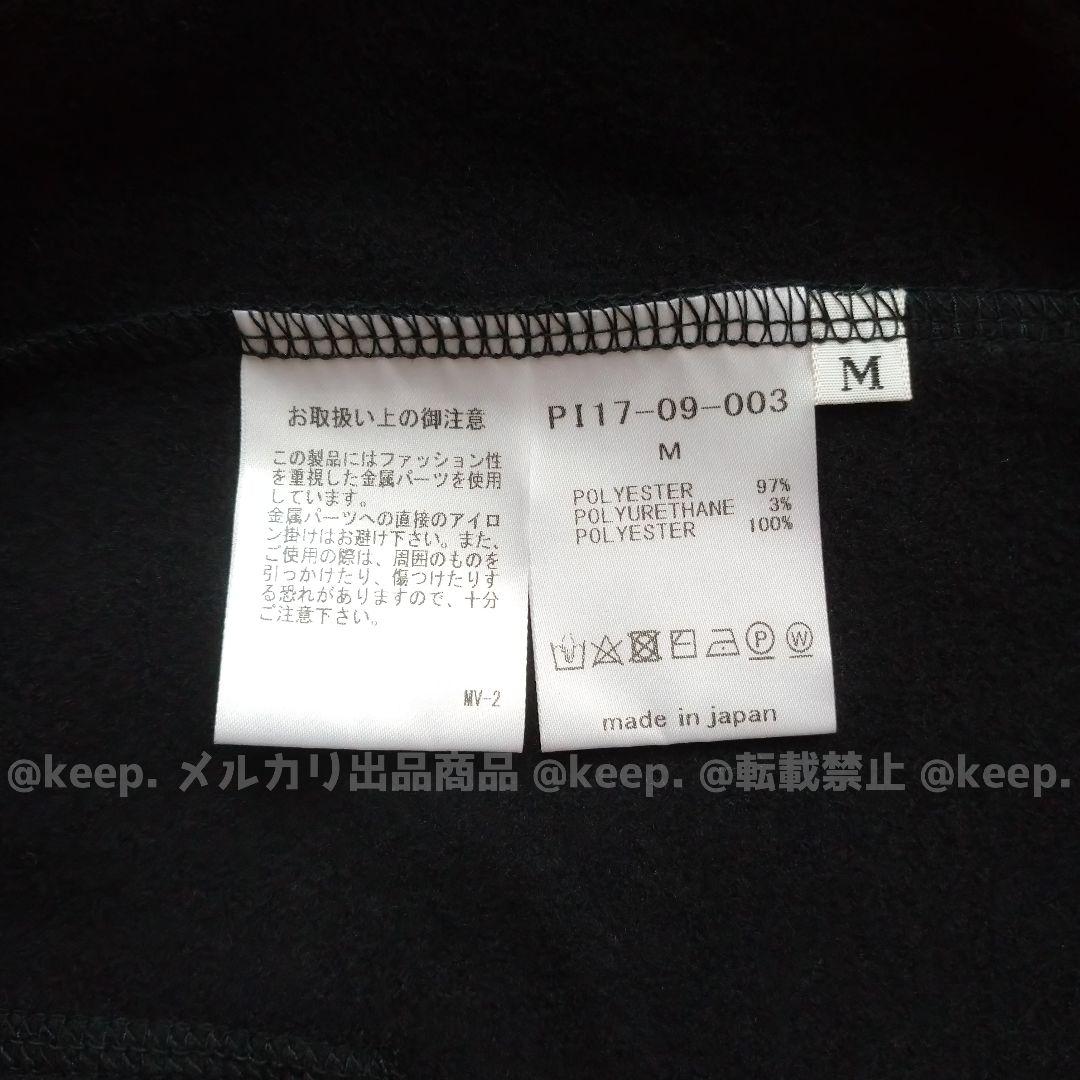 お取扱い上の御注意
この製品にはファッション性
を重視した金属パーツを使用
しています。
金属パーツへの直接のアイロ
ン掛けはお避け下さい。また、
ご使用の際は、周囲のものを
引っかけたり、傷つけたりす
る恐れがありますので、十分
ご注意下さい。
MV-2
PI17-09-003
M
POLYESTER 97%
POLYURETHANE 3%
POLYESTER 100%
P W
made in japan
M
@keep. メルカリ出品商品 @keep. @転載禁止 @keep.